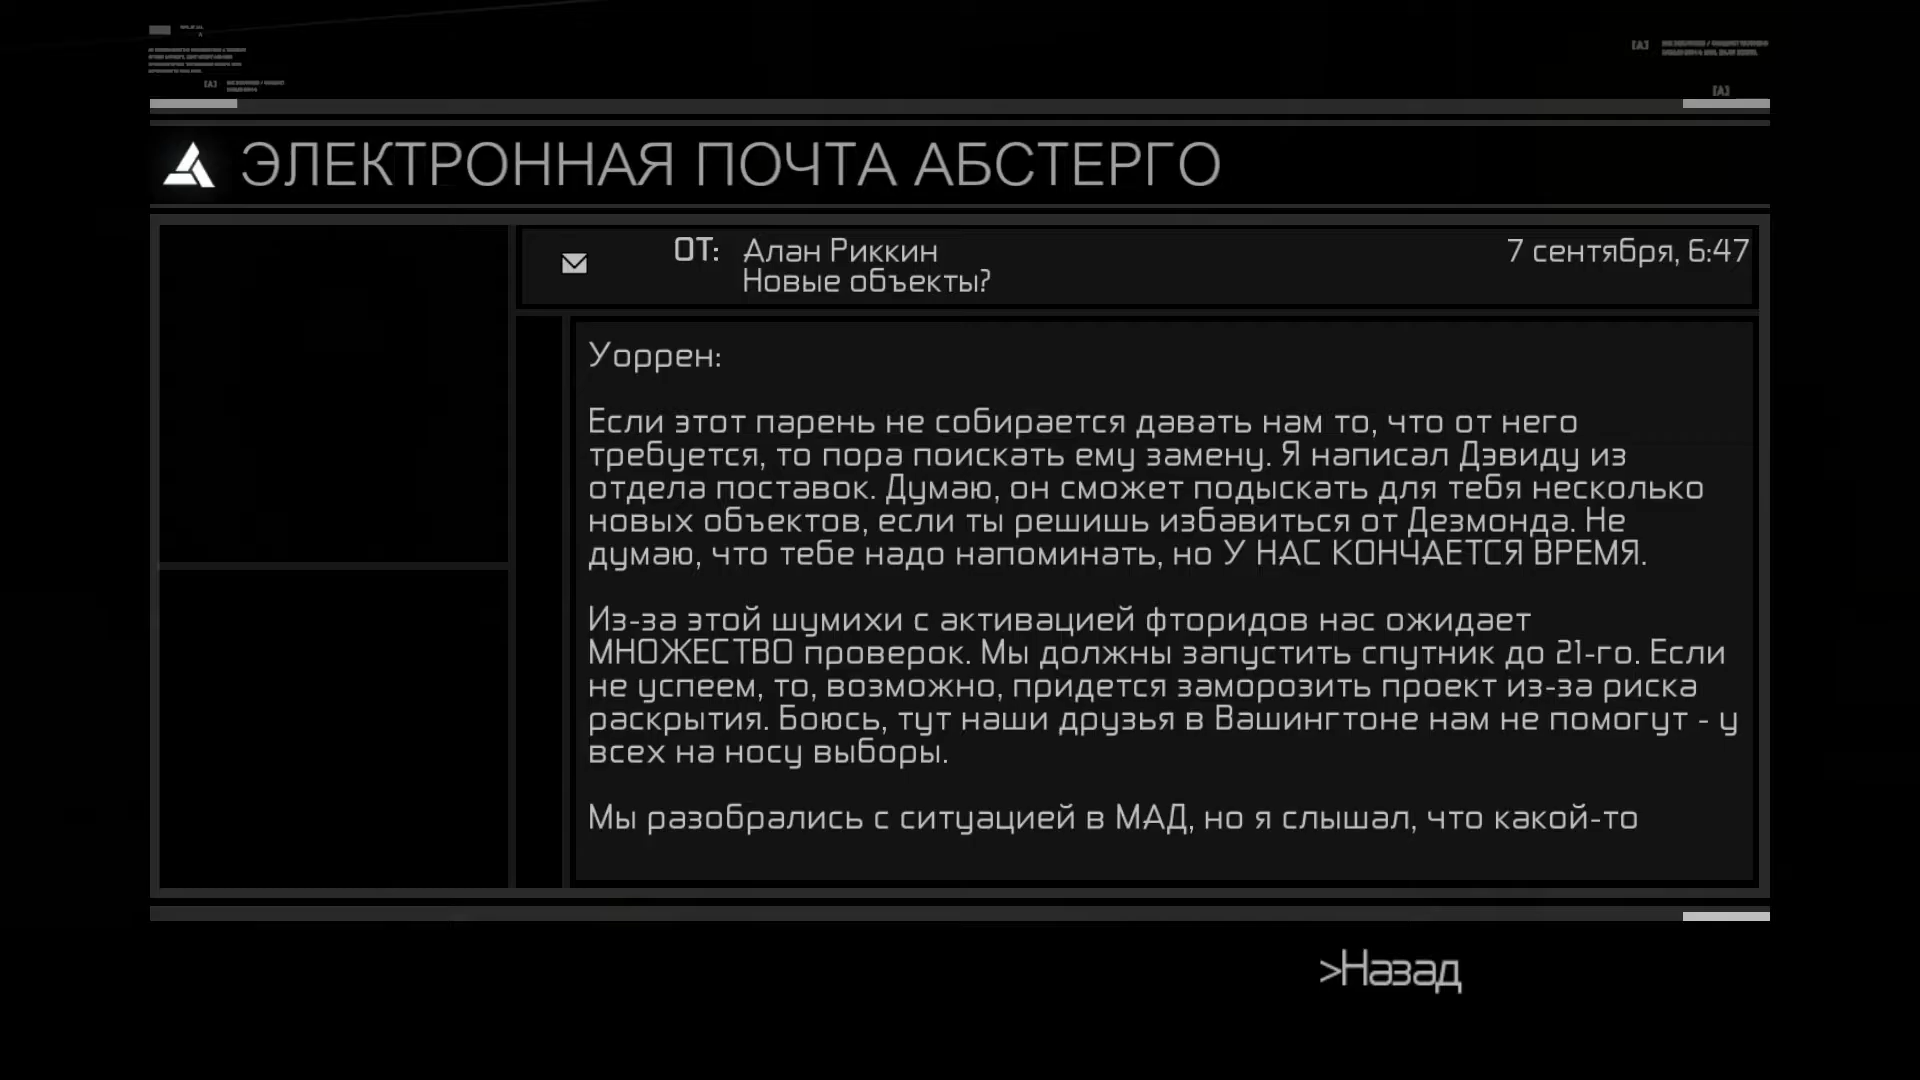 ЭЛЕКТРОННАЯ ПОЧТА АБСТЕРГО
ОТ: Алан Риккин 7 сентября, 6:47
Новые объекты?
Уоррен:
Если этот парень не собирается давать нам то, что от него
требуется, то пора поискать ему замену. Я написал Дэвиду из
отдела поставок. Думаю, он сможет подыскать для тебя несколько
новых объектов, если ты решишь избавиться от Дезмонда. Не
думаю, что тебе надо напоминать, но У НАС КОНЧАЕТСЯ ВРЕМЯ.
Из-за этой шумихи с активацией фторидов нас ожидает
МНОЖЕСТВО проверок. Мы должны запустить спутник до 21-го. Если
не успеем, то, возможно, придется заморозить проект из-за риска
раскрытия. Боюсь, тут наши друзья в Вашингтоне нам не помогут - у
всех на носу выборы.
Мы разобрались с ситуацией в МАД, но я слышал, что какой-то
>Назад